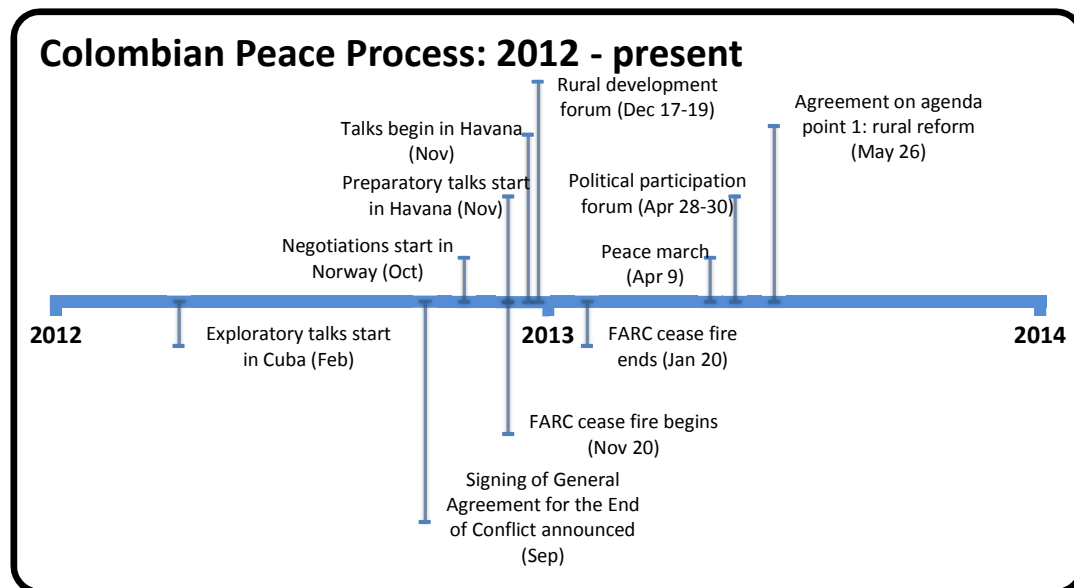 Colombian Peace Process: 2012 - present
Rural development
forum (Dec 17-19)
Agreement on agenda
point 1: rural reform
(May 26)
Talks begin in Havana
(Nov)
Preparatory talks start
in Havana (Nov)
Political participation
forum (Apr 28-30)
Negotiations start in
Norway (Oct)
Peace march
(Apr 9)
2012
2013
2014
Exploratory talks start
in Cuba (Feb)
FARC cease fire
ends (Jan 20)
FARC cease fire begins
(Nov 20)
Signing of General
Agreement for the End
of Conflict announced
(Sep)